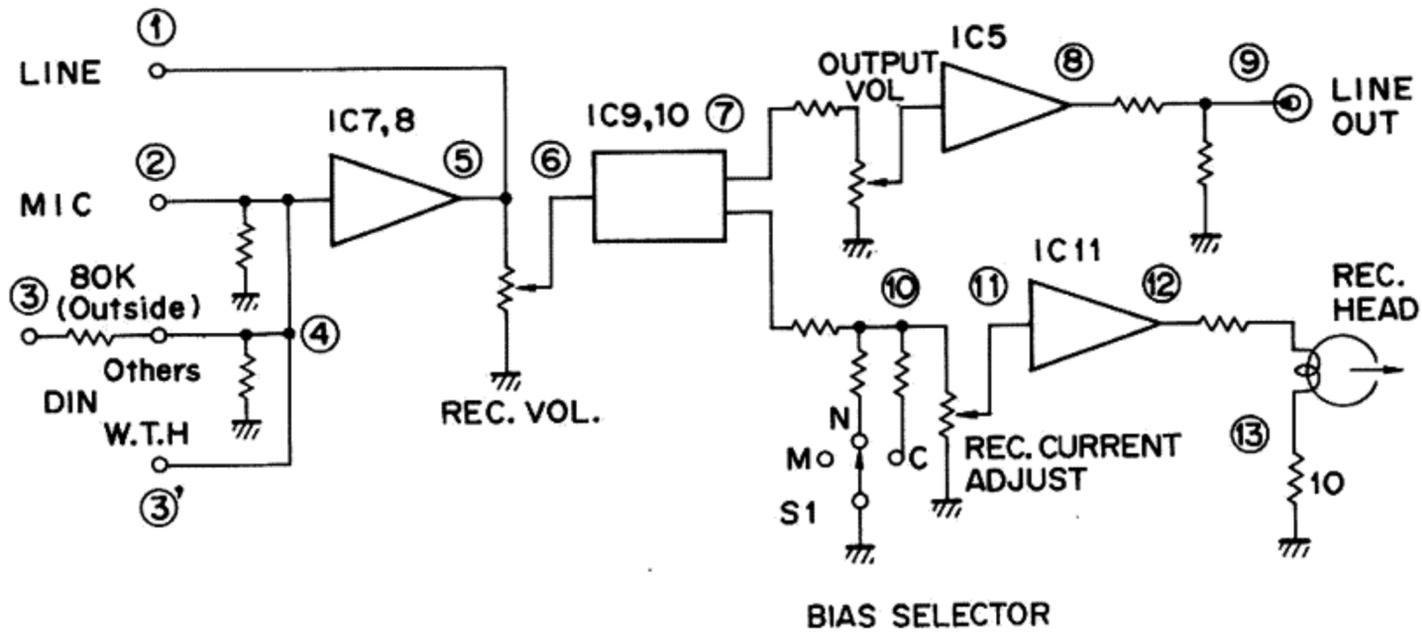 ①
LINE
IC7,8
②
MIC
⑤
⑥
IC9,10
⑦
OUTPUT
VOL
IC5
⑧
⑨
LINE
OUT
③
80K
(Outside)
④
Others
DIN
W.T.H
③'
REC. VOL.
⑩
⑪
IC11
⑫
REC.
HEAD
N
M
C
S1
REC. CURRENT
ADJUST
⑬
10
BIAS SELECTOR